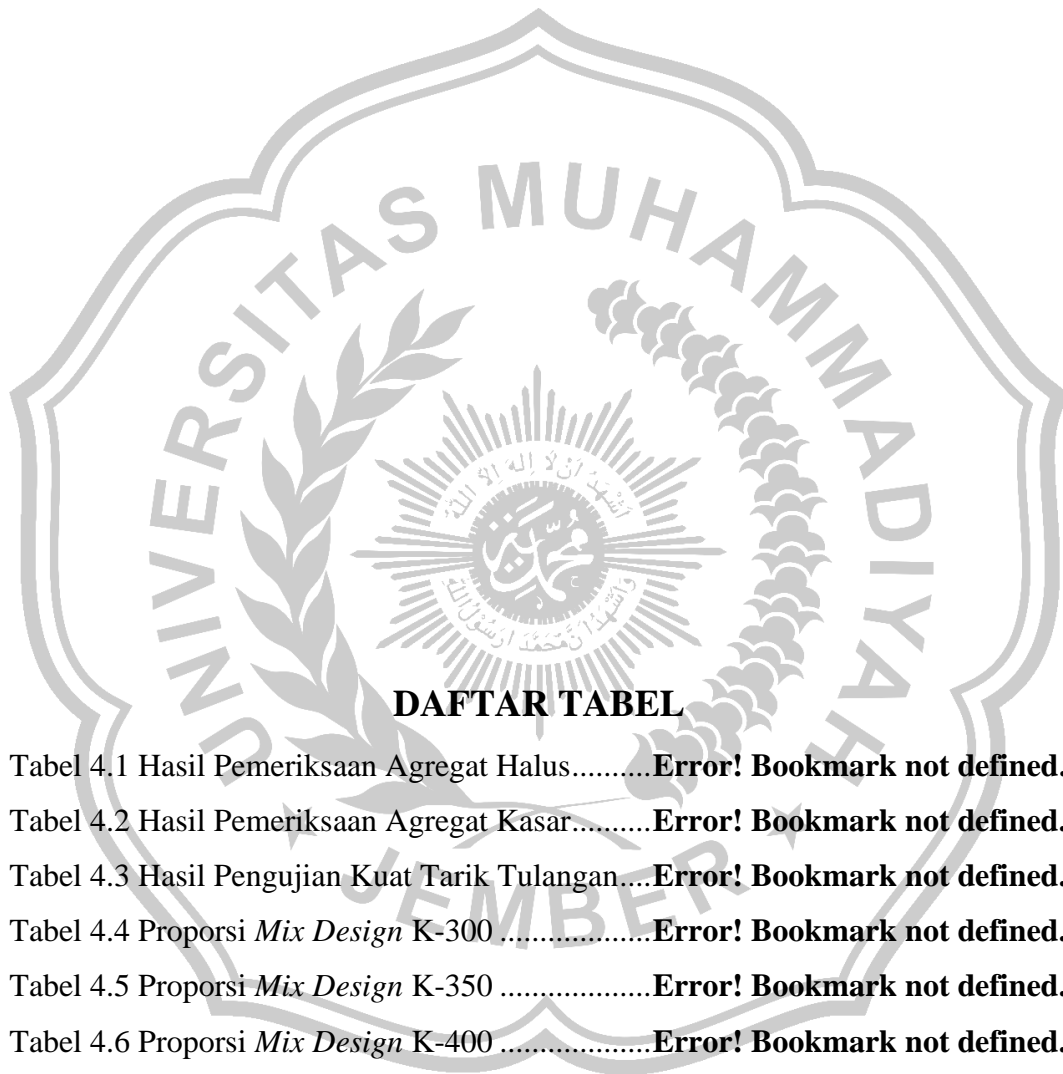 UNIVERSITAS MUHAMMADIYAH
JEMBER
DAFTAR TABEL
Tabel 4.1 Hasil Pemeriksaan Agregat Halus..........Error! Bookmark not defined.
Tabel 4.2 Hasil Pemeriksaan Agregat Kasar..........Error! Bookmark not defined.
Tabel 4.3 Hasil Pengujian Kuat Tarik Tulangan....Error! Bookmark not defined.
Tabel 4.4 Proporsi Mix Design K-300 ...................Error! Bookmark not defined.
Tabel 4.5 Proporsi Mix Design K-350 ...................Error! Bookmark not defined.
Tabel 4.6 Proporsi Mix Design K-400 ...................Error! Bookmark not defined.